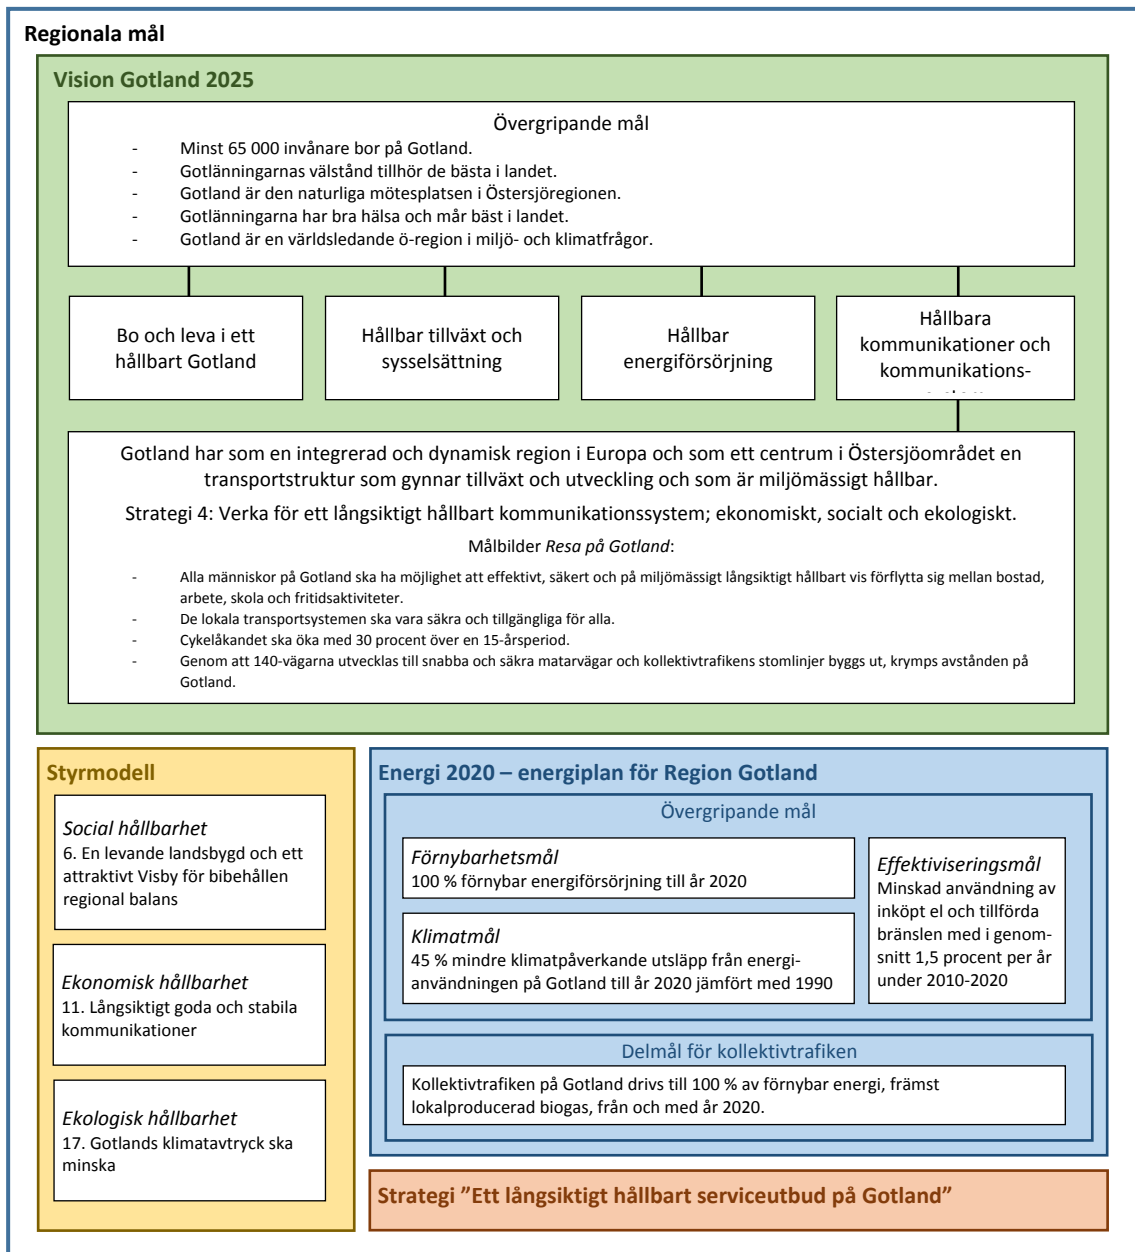 Regionala mål
Vision Gotland 2025
Övergripande mål
- Minst 65 000 invånare bor på Gotland.
- Gotlänningarnas välstånd tillhör de bästa i landet.
- Gotland är den naturliga mötesplatsen i Östersjöregionen.
- Gotlänningarna har bra hälsa och mår bäst i landet.
- Gotland är en världsledande ö-region i miljö- och klimatfrågor.
Bo och leva i ett
hållbart Gotland
Hållbar tillväxt och
sysselsättning
Hållbar
energiförsörjning
Hållbara
kommunikationer och
kommunikations-
Gotland har som en integrerad och dynamisk region i Europa och som ett centrum i Östersjöområdet en
transportstruktur som gynnar tillväxt och utveckling och som är miljömässigt hållbar.
Strategi 4: Verka för ett långsiktigt hållbart kommunikationssystem; ekonomiskt, socialt och ekologiskt.
Målbilder Resa på Gotland:
- Alla människor på Gotland ska ha möjlighet att effektivt, säkert och på miljömässigt långsiktigt hållbart vis förflytta sig mellan bostad,
arbete, skola och fritidsaktiviteter.
- De lokala transportsystemen ska vara säkra och tillgängliga för alla.
- Cykelåkandet ska öka med 30 procent över en 15-årsperiod.
- Genom att 140-vägarna utvecklas till snabba och säkra matarvägar och kollektivtrafikens stomlinjer byggs ut, krymps avstånden på
Gotland.
Styrmodell
Social hållbarhet
6. En levande landsbygd och ett
attraktivt Visby för bibehållen
regional balans
Ekonomisk hållbarhet
11. Långsiktigt goda och stabila
kommunikationer
Ekologisk hållbarhet
17. Gotlands klimatavtryck ska
minska
Energi 2020 – energiplan för Region Gotland
Övergripande mål
Förnybarhetsmål
100 % förnybar energiförsörjning till år 2020
Klimatmål
45 % mindre klimatpåverkande utsläpp från energi-
användningen på Gotland till år 2020 jämfört med 1990
Effektiviseringsmål
Minskad användning av
inköpt el och tillförda
bränslen med i genom-
snitt 1,5 procent per år
under 2010-2020
Delmål för kollektivtrafiken
Kollektivtrafiken på Gotland drivs till 100 % av förnybar energi, främst
lokalproducerad biogas, från och med år 2020.
Strategi ”Ett långsiktigt hållbart serviceutbud på Gotland”